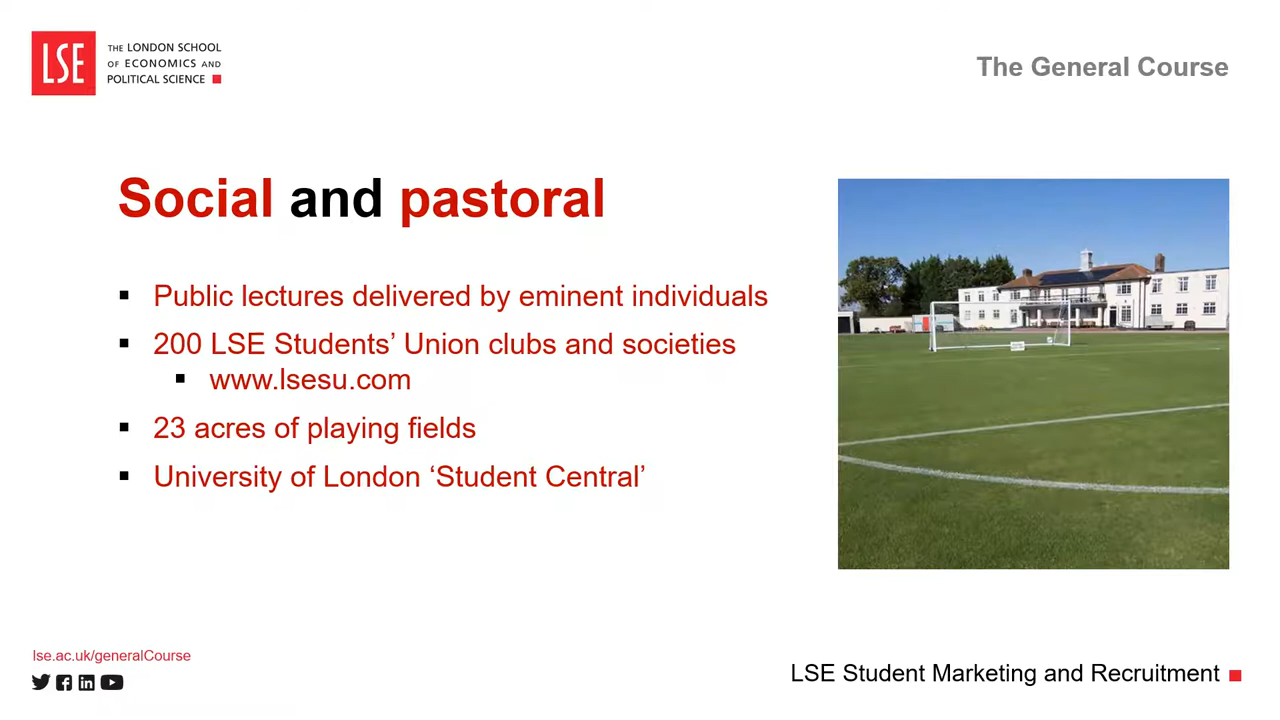 LSE
THE LONDON SCHOOL
OF ECONOMICS AND
POLITICAL SCIENCE
The General Course
Social and pastoral
Public lectures delivered by eminent individuals
200 LSE Students’ Union clubs and societies
www.lsesu.com
23 acres of playing fields
University of London ‘Student Central’
lse.ac.uk/generalCourse
LSE Student Marketing and Recruitment